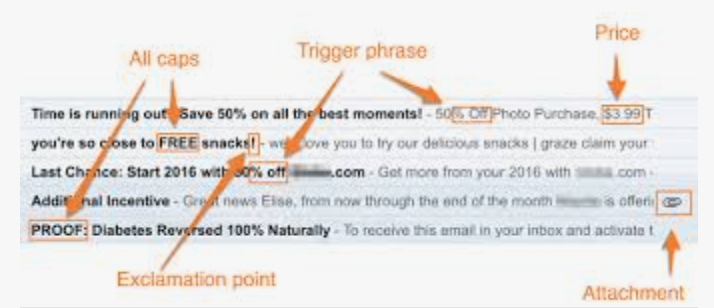 Price
All caps
Trigger phrase
Time is running out! Save 50% on all the best moments! - 50% Off Photo Purchase, $3.99 T
you're so close to FREE snacks! - we love you to try our delicious snacks | graze claim your
Last Chance: Start 2016 with 50% off .com - Get more from your 2016 with .com -
Additional Incentive - Great news Elise, from now through the end of the month is offeri
PROOF: Diabetes Reversed 100% Naturally - To receive this email in your inbox and activate t
Exclamation point
Attachment